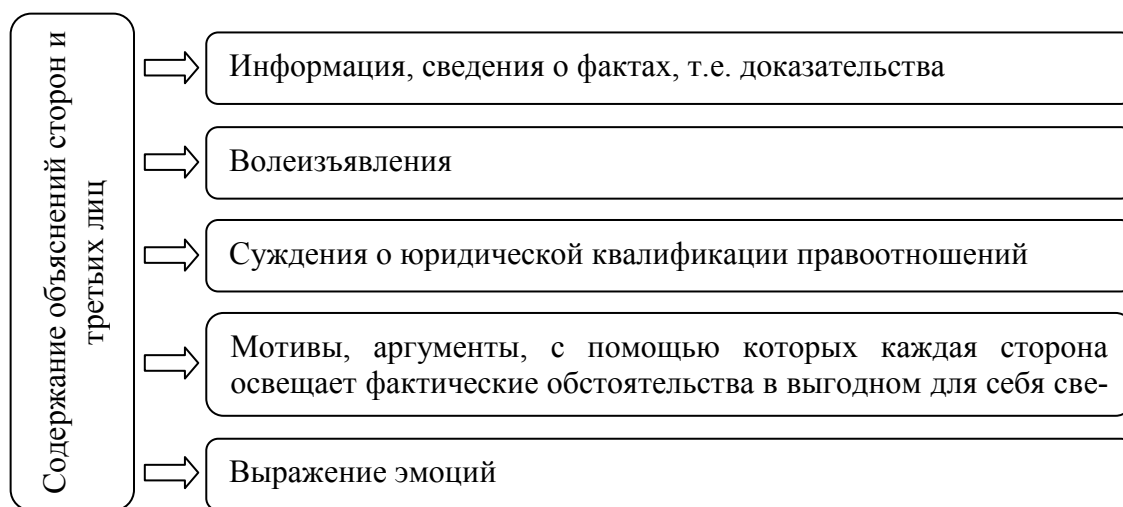 Содержание объяснений сторон и
третьих лиц
Информация, сведения о фактах, т.е. доказательства
Волеизъявления
Суждения о юридической квалификации правоотношений
Мотивы, аргументы, с помощью которых каждая сторона
освещает фактические обстоятельства в выгодном для себя све-
Выражение эмоций